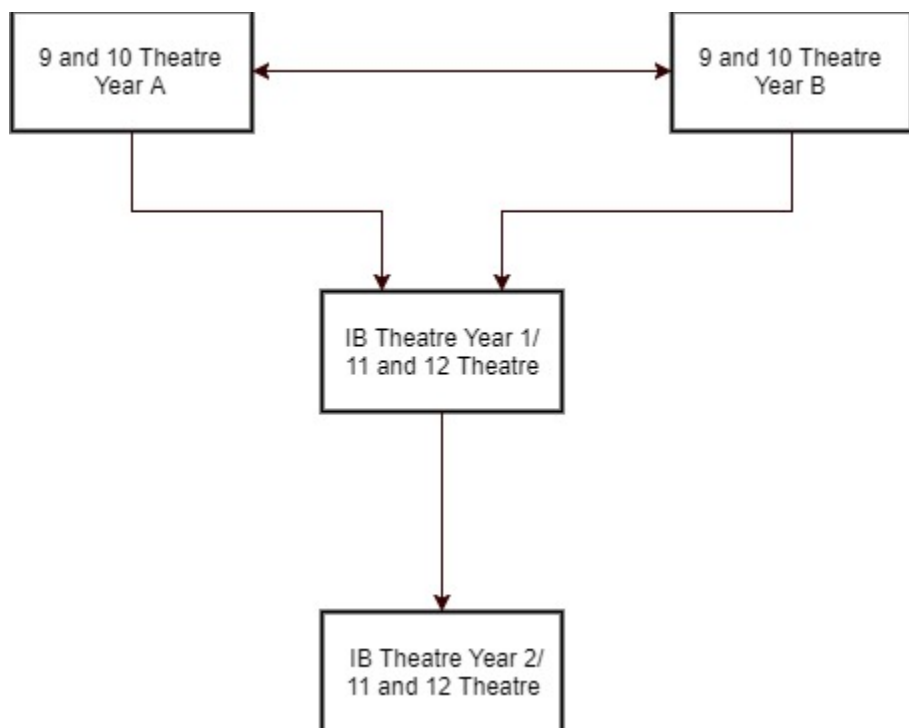 9 and 10 Theatre
Year A
9 and 10 Theatre
Year B
IB Theatre Year 1/
11 and 12 Theatre
IB Theatre Year 2/
11 and 12 Theatre